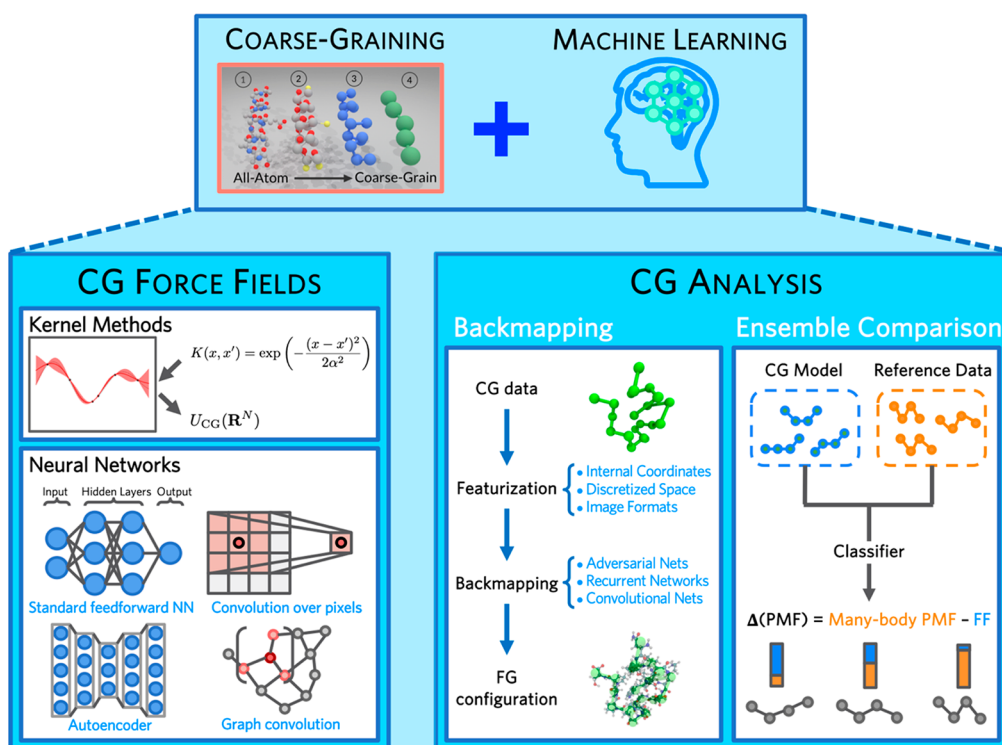 COARSE-GRAINING
MACHINE LEARNING
1 2 3 4
All-Atom Coarse-Grain
CG FORCE FIELDS
Kernel Methods
K(x, x′) = exp (−(x − x′)²/2α²)
U_CG(R^N)
Neural Networks
Input Hidden Layers Output
Standard feedforward NN
Convolution over pixels
Autoencoder
Graph convolution
CG ANALYSIS
Backmapping
CG data
Featurization
• Internal Coordinates
• Discretized Space
• Image Formats
Backmapping
• Adversarial Nets
• Recurrent Networks
• Convolutional Nets
FG
configuration
Ensemble Comparison
CG Model
Reference Data
Classifier
Δ(PMF) = Many-body PMF - FF